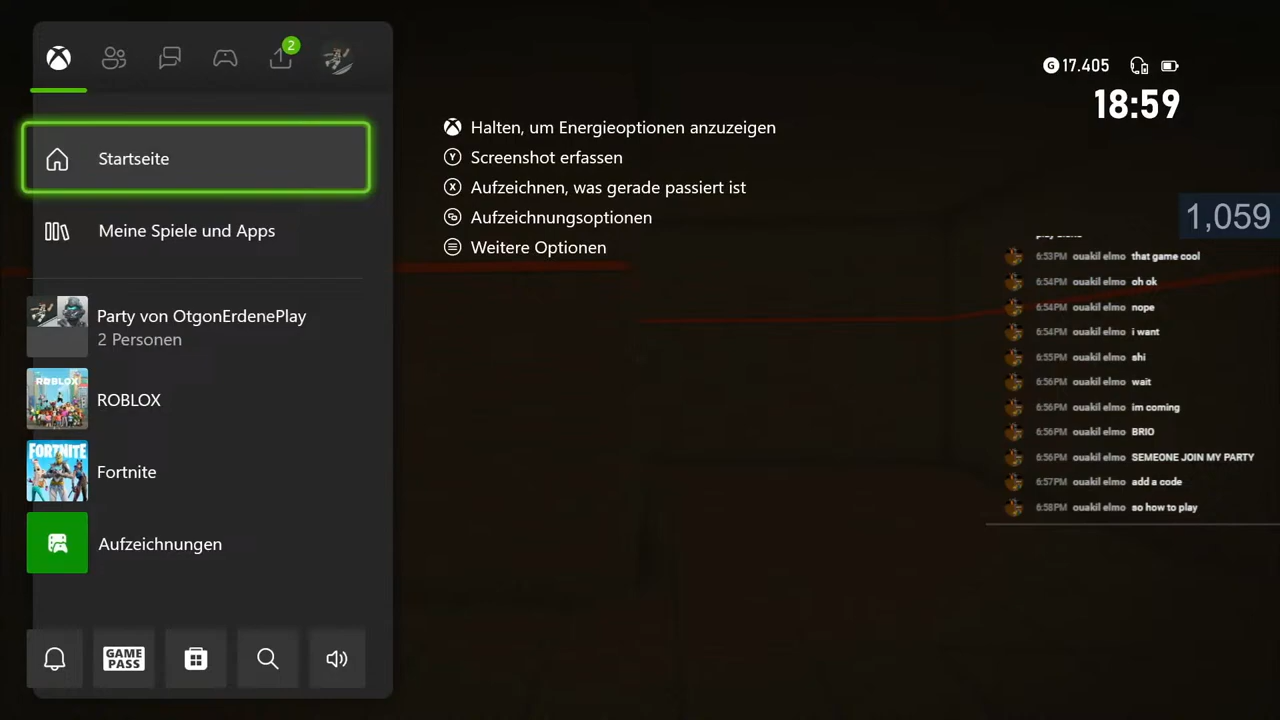 2
G 17.405
18:59
Startseite
Meine Spiele und Apps
Party von OtgonErdenePlay
2 Personen
ROBLOX
ROBLOX
FORTNITE
Fortnite
Aufzeichnungen
GAME
PASS
Halten, um Energieoptionen anzuzeigen
Y Screenshot erfassen
X Aufzeichnen, was gerade passiert ist
Aufzeichnungsoptionen
Weitere Optionen
1,059
6:53PM ouakil elmo that game cool
6:54PM ouakil elmo oh ok
6:54PM ouakil elmo nope
6:54PM ouakil elmo i want
6:55PM ouakil elmo shi
6:56PM ouakil elmo wait
6:56PM ouakil elmo im coming
6:56PM ouakil elmo BRIO
6:56PM ouakil elmo SEMEONE JOIN MY PARTY
6:57PM ouakil elmo add a code
6:58PM ouakil elmo so how to play